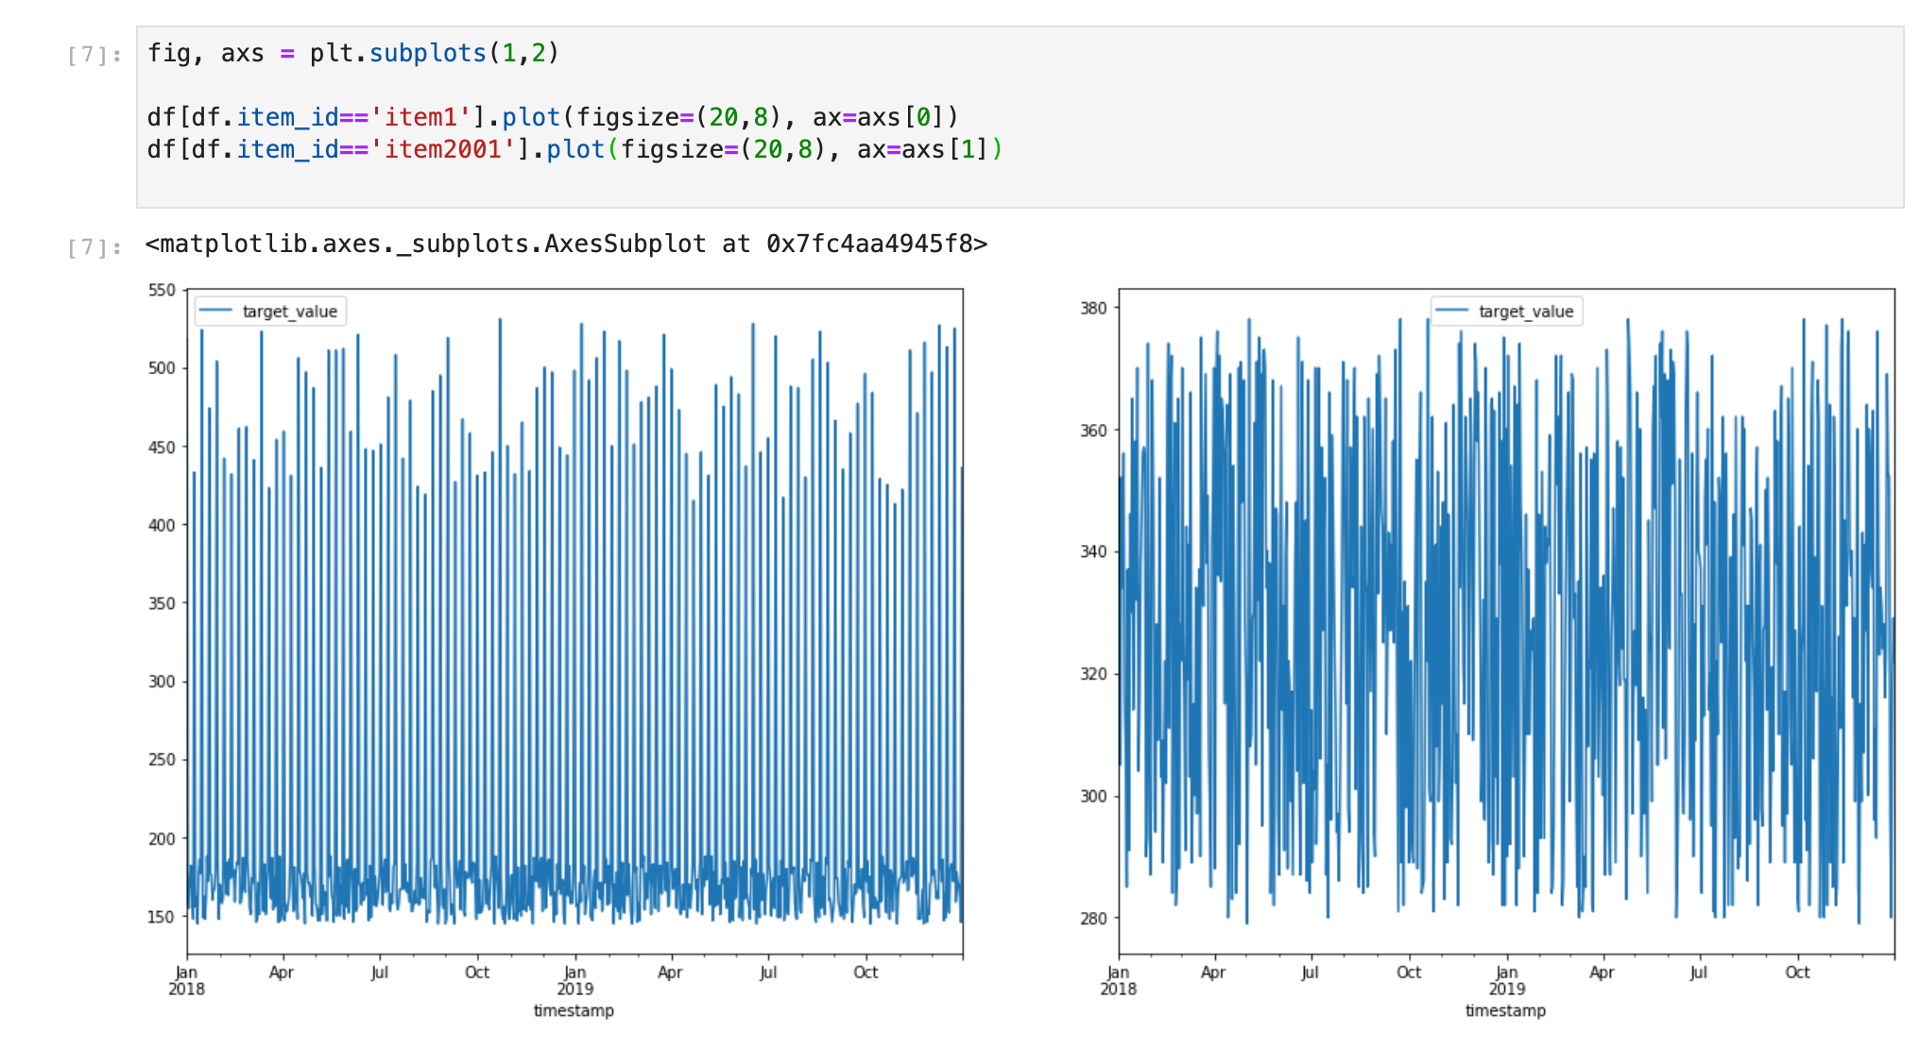 [7]: fig, axs = plt.subplots(1,2)
df[df.item_id=='item1'].plot(figsize=(20,8), ax=axs[0])
df[df.item_id=='item2001'].plot(figsize=(20,8), ax=axs[1])
[7]: <matplotlib.axes._subplots.AxesSubplot at 0x7fc4aa4945f8>
target_value
550
500
450
400
350
300
250
200
150
Jan Apr Jul Oct Jan Apr Jul Oct
2018 2019
timestamp
target_value
380
360
340
320
300
280
Jan Apr Jul Oct Jan Apr Jul Oct
2018 2019
timestamp